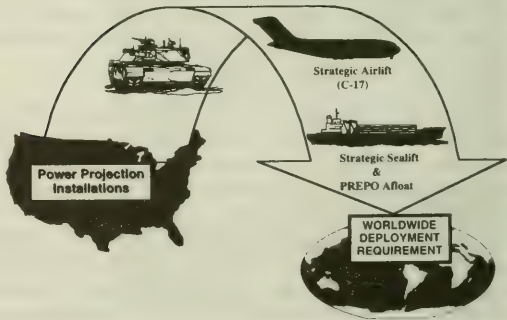 Strategic Airlift
(C-17)
Power Projection
Installations
Strategic Sealift
&
PREPO Afloat
WORLDWIDE
DEPLOYMENT
REQUIREMENT